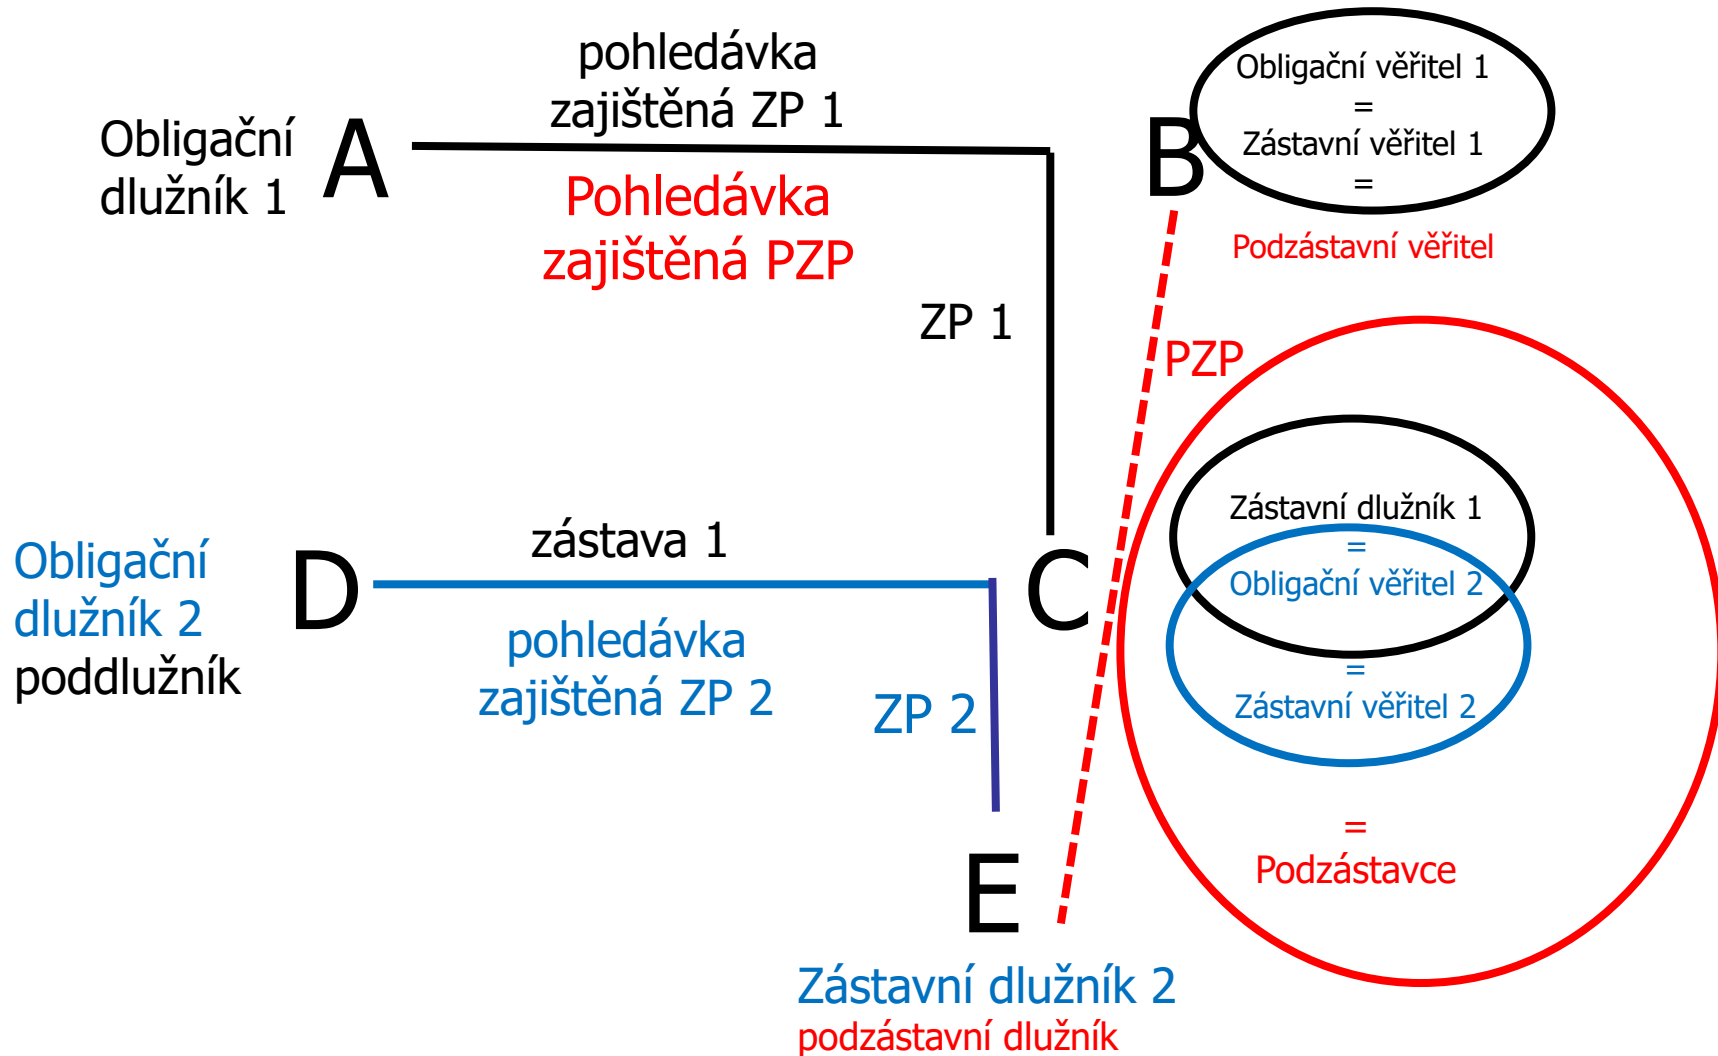 pohledávka
zajištěná ZP 1
Obligační
dlužník 1
A
Pohledávka
zajištěná PZP
B
Obligační věřitel 1
=
Zástavní věřitel 1
=
Podzástavní věřitel
ZP 1
PZP
Obligační
dlužník 2
poddlužník
D
zástava 1
pohledávka
zajištěná ZP 2
C
ZP 2
Zástavní dlužník 1
=
Obligační věřitel 2
=
Zástavní věřitel 2
=
Podzástavce
E
Zástavní dlužník 2
podzástavní dlužník